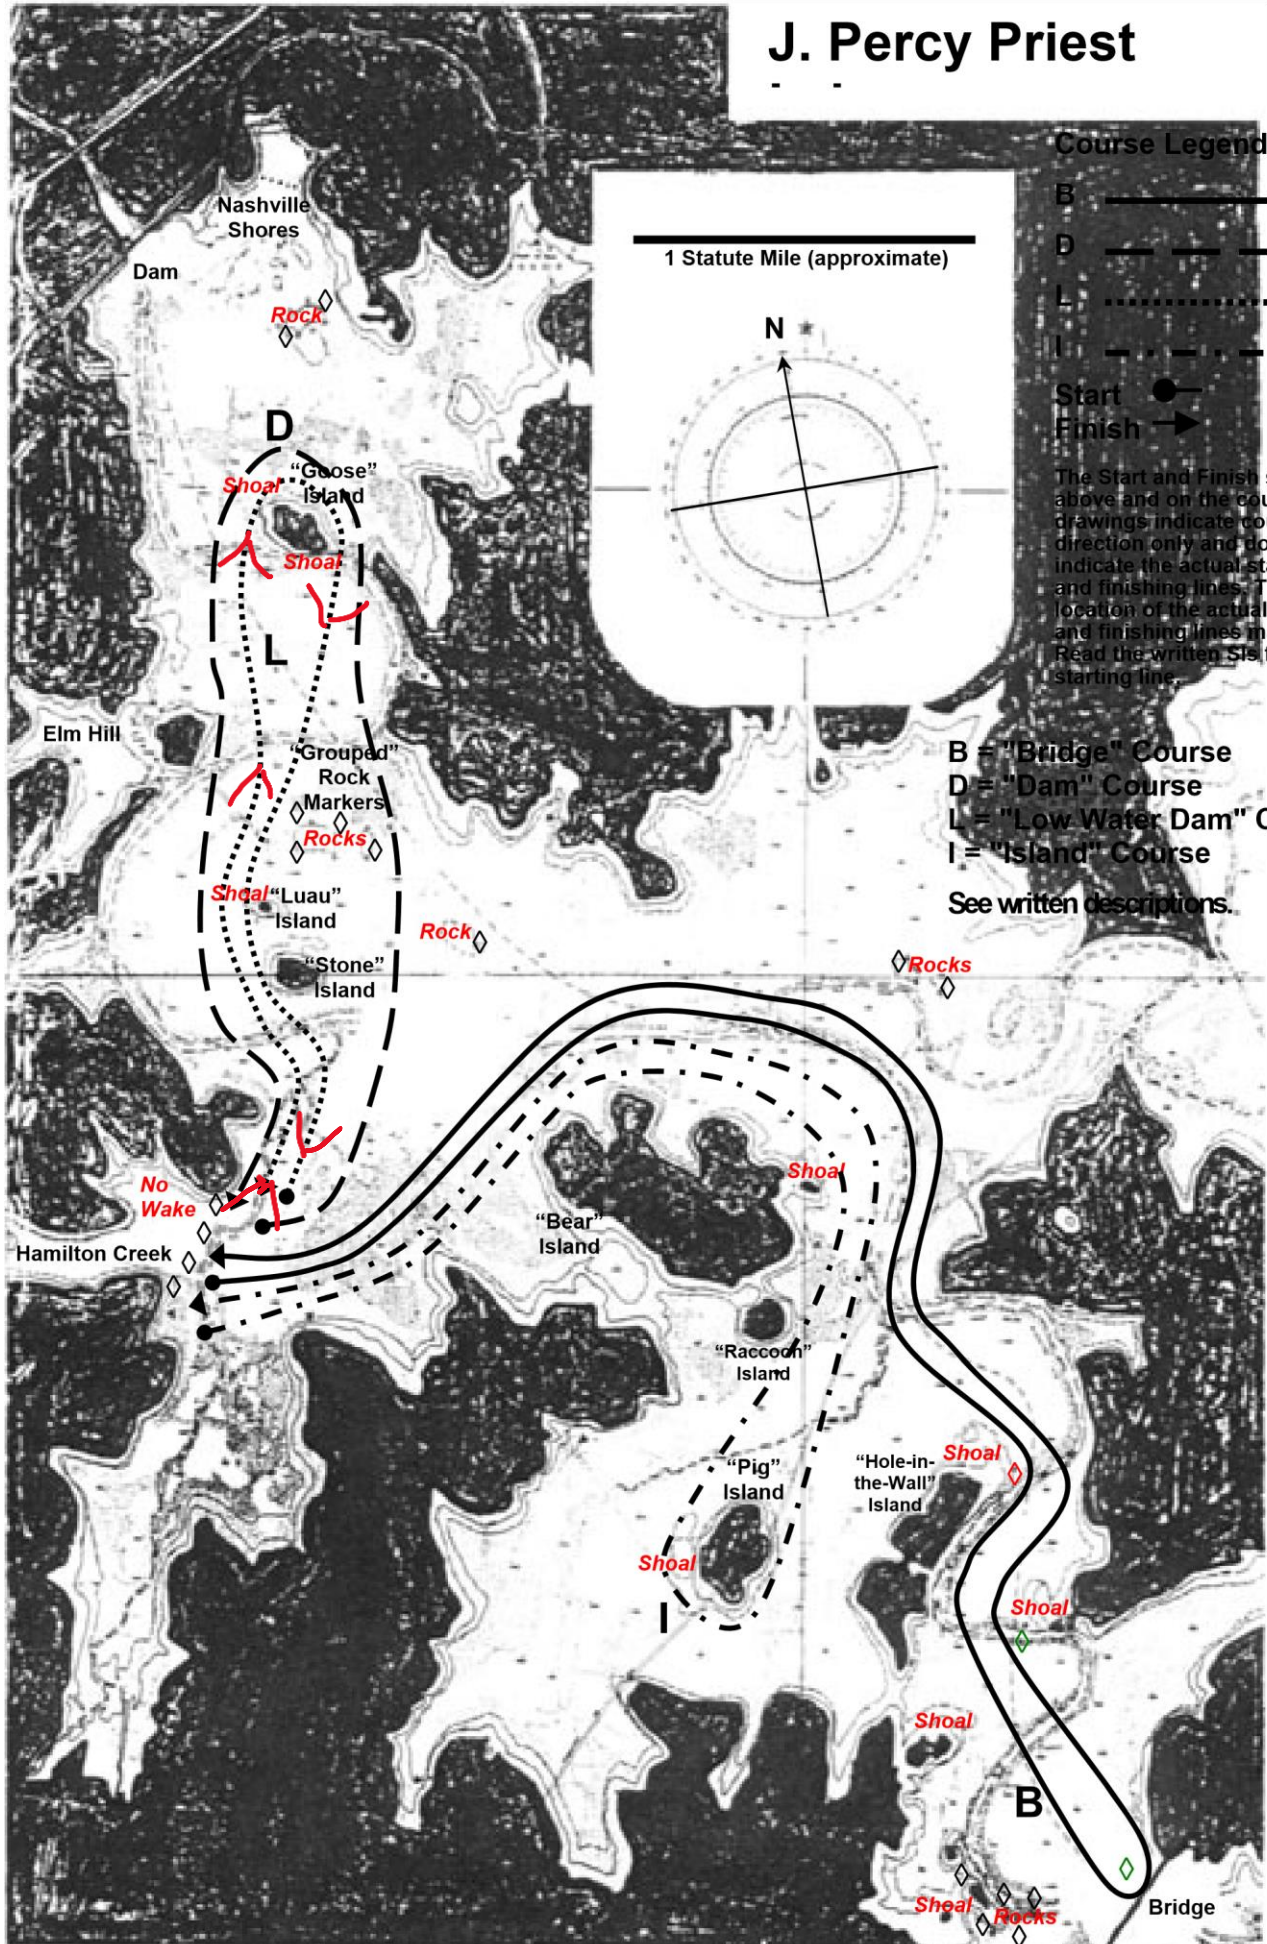 J. Percy Priest
- -
Course Legend
B
D
L
I
Start
Finish
The Start and Finish s
above and on the cou
drawings indicate co
direction only and do
indicate the actual sta
and finishing lines. T
location of the actual
and finishing lines m
Read the written SIs f
starting line.
1 Statute Mile (approximate)
N
Nashville
Shores
Dam
Rock
D
"Goose"
Island
Shoal
Shoal
L
Elm Hill
"Grouped"
Rock
Markers
Rocks
B = "Bridge" Course
D = "Dam" Course
L = "Low Water Dam" C
I = "Island" Course
See written descriptions.
Shoal
"Luau"
Island
Rock
"Stone"
Island
Rocks
No
Wake
Shoal
"Bear"
Island
Hamilton Creek
"Raccoon"
Island
"Pig"
Island
"Hole-in-
the-Wall"
Island
Shoal
Shoal
I
Shoal
Shoal
B
Shoal
Rocks
Bridge